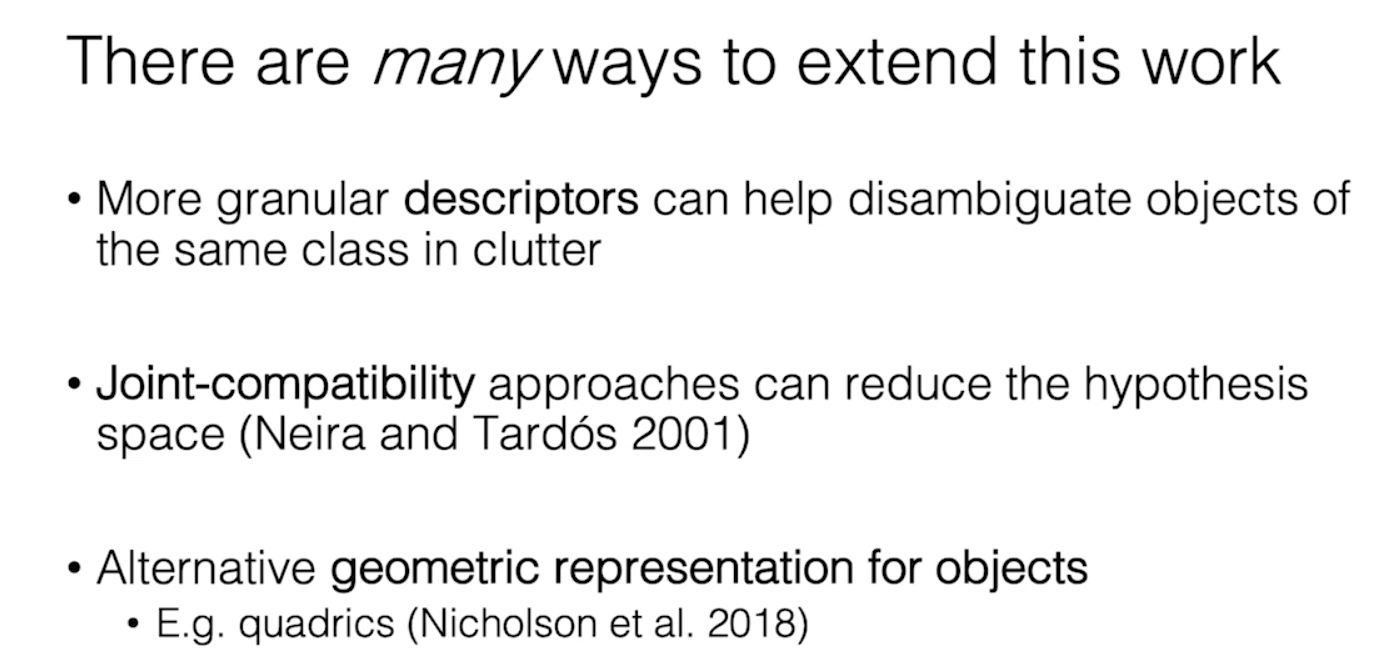 There are many ways to extend this work
• More granular descriptors can help disambiguate objects of
the same class in clutter
• Joint-compatibility approaches can reduce the hypothesis
space (Neira and Tardós 2001)
• Alternative geometric representation for objects
• E.g. quadrics (Nicholson et al. 2018)